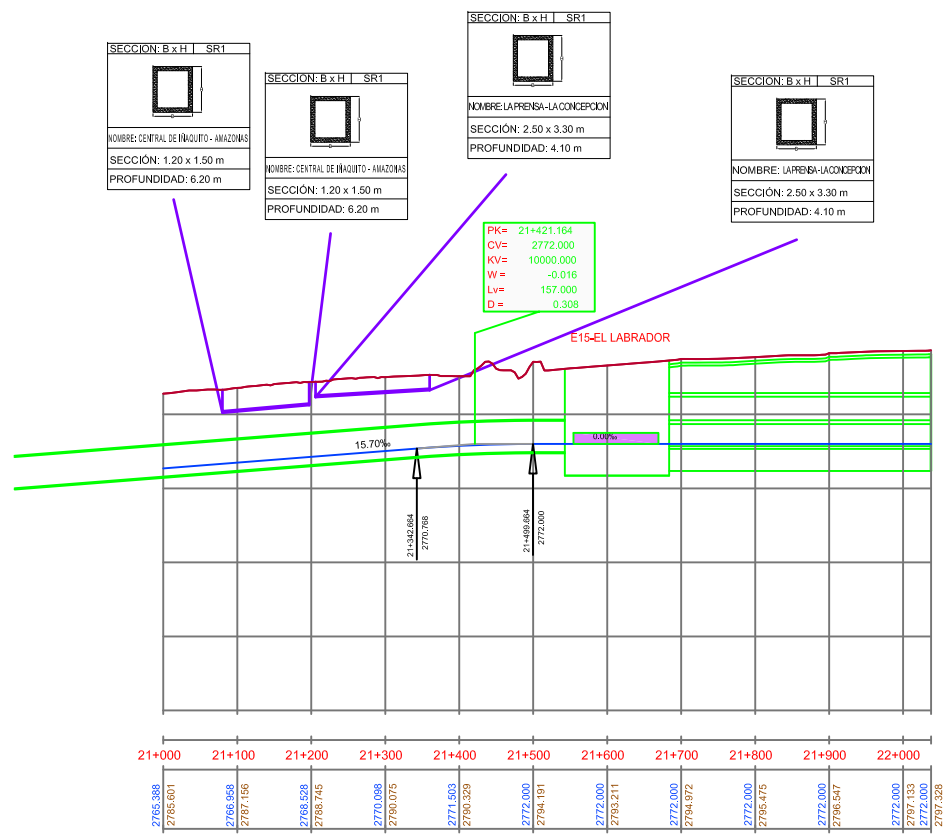 SECCION: B x H SR1
NOMBRE: CENTRAL DE IÑAQUITO - AMAZONAS
SECCIÓN: 1.20 x 1.50 m
PROFUNDIDAD: 6.20 m
SECCION: B x H SR1
NOMBRE: CENTRAL DE IÑAQUITO - AMAZONAS
SECCIÓN: 1.20 x 1.50 m
PROFUNDIDAD: 6.20 m
SECCION: B x H SR1
NOMBRE: LA PRENSA - LA CONCEPCION
SECCIÓN: 2.50 x 3.30 m
PROFUNDIDAD: 4.10 m
SECCION: B x H SR1
NOMBRE: LA PRENSA - LA CONCEPCION
SECCIÓN: 2.50 x 3.30 m
PROFUNDIDAD: 4.10 m
PK= 21+421.164
CV= 2772.000
KV= 10000.000
W = -0.016
Lv= 157.000
D = 0.308
E15-EL LABRADOR
15.70‰
0.00‰
21+342.664
2770.768
21+499.664
2772.000
21+000 21+100 21+200 21+300 21+400 21+500 21+600 21+700 21+800 21+900 22+000
2765.388
2785.601
2766.958
2787.156
2768.528
2788.745
2770.098
2790.075
2771.503
2790.329
2772.000
2794.191
2772.000
2793.211
2772.000
2794.972
2772.000
2795.475
2772.000
2796.547
2772.000
2797.133
2772.000
2797.328